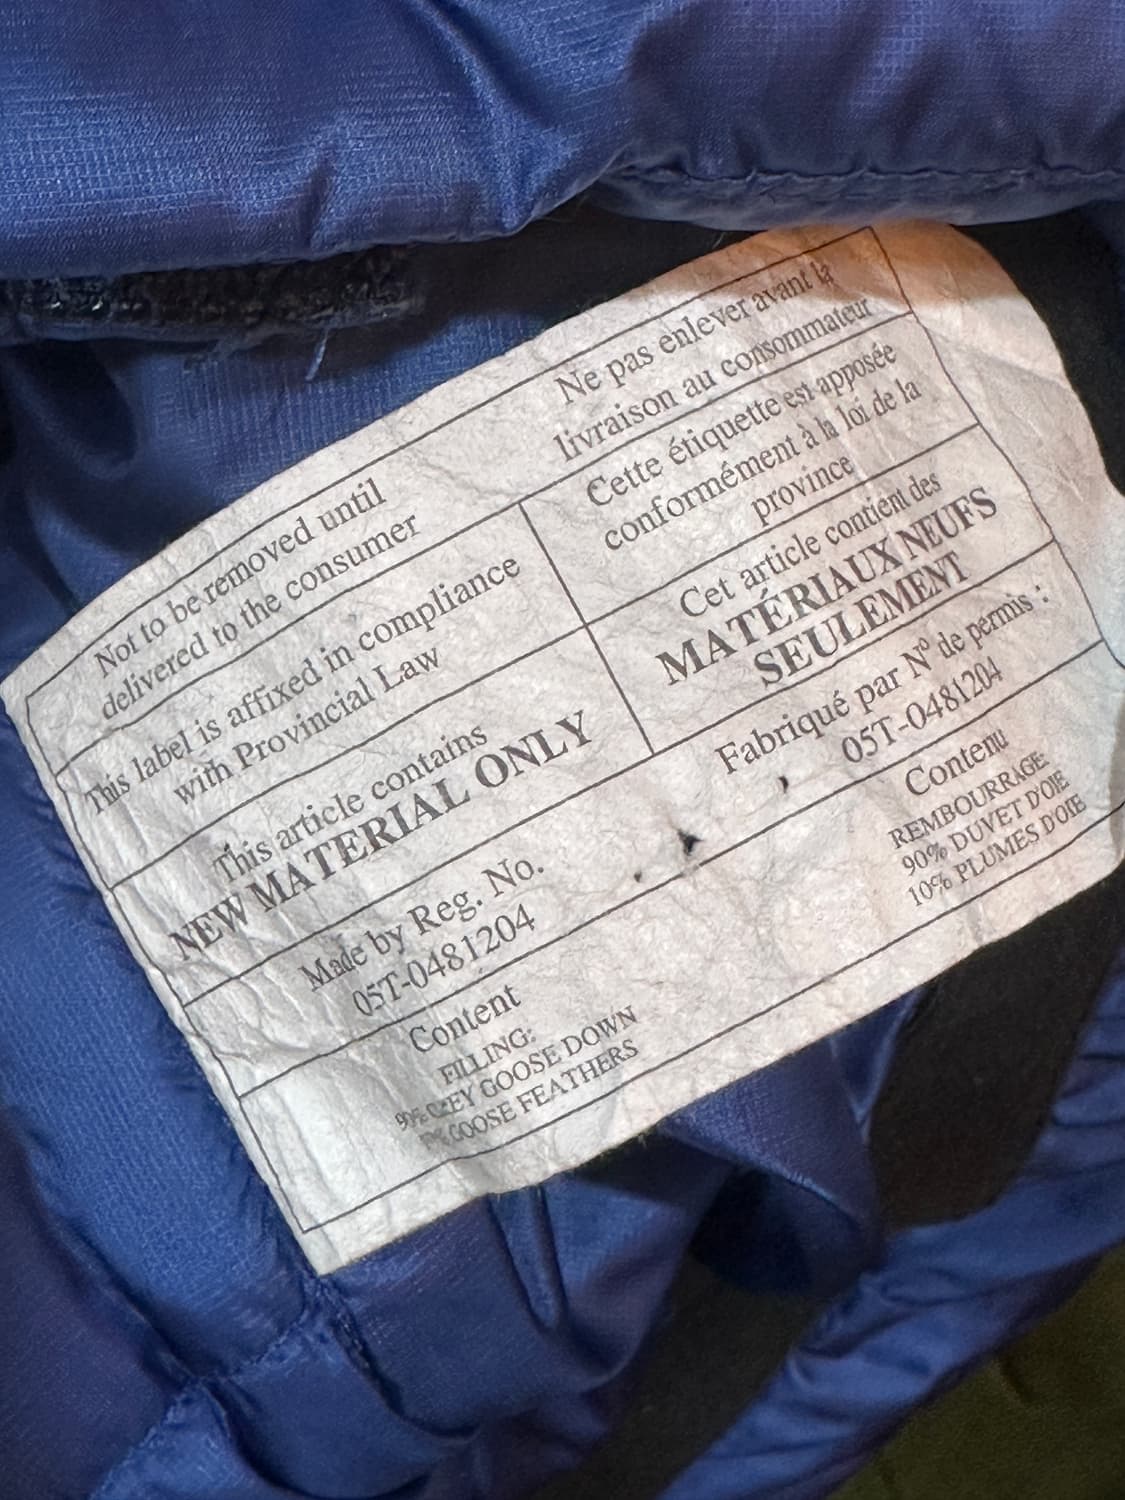 Not to be removed until
delivered to the consumer
Ne pas enlever avant la
livraison au consommateur
This label is affixed in compliance
with Provincial Law
Cette étiquette est apposée
conformément à la loi de la
province
This article contains
NEW MATERIAL ONLY
Cet article contient des
MATÉRIAUX NEUFS
SEULEMENT
Made by Reg. No.
05T-0481204
Fabriqué par Nº de permis :
05T-0481204
Content
FILLING:
90% GREY GOOSE DOWN
GOOSE FEATHERS
Contenu
REMBOURRAGE:
90% DUVET D'OIE
10% PLUMES D'OIE